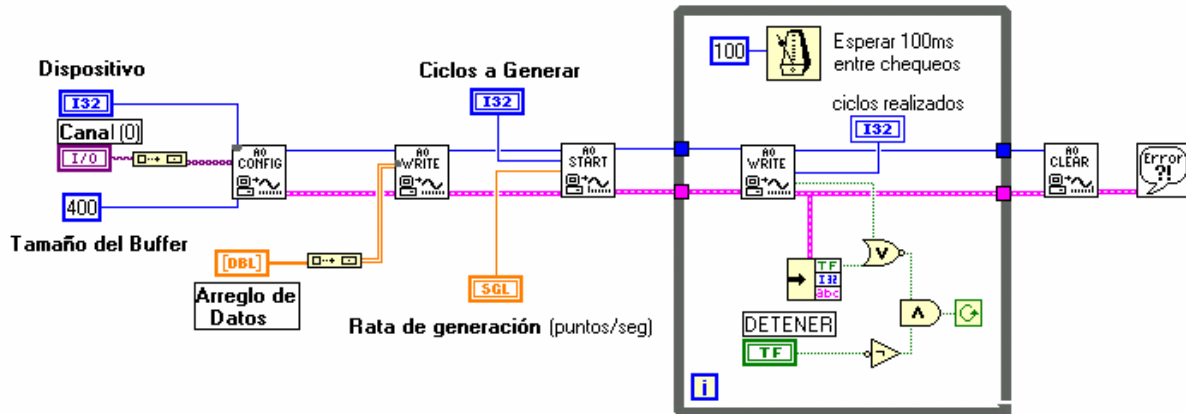 Dispositivo
I32
Canal (0)
I/O
400
Tamaño del Buffer
AO
CONFIG
[DBL]
Arreglo de
Datos
AO
WRITE
Ciclos a Generar
I32
SGL
Rata de generación (puntos/seg)
AO
START
100
Esperar 100ms
entre chequeos
ciclos realizados
I32
AO
WRITE
TF
I32
abc
V
Λ
DETENER
TF
¬
i
AO
CLEAR
Error
?!